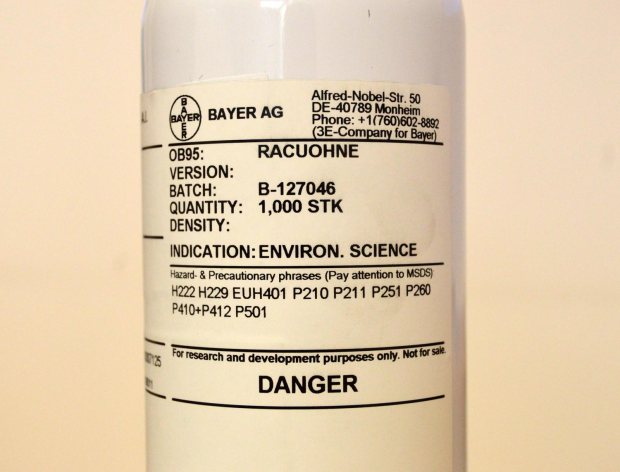 BAYER
BAYER
BAYER AG
Alfred-Nobel-Str. 50
DE-40789 Monheim
Phone: +1(760)602-8892
(3E-Company for Bayer)
OB95: RACUOHNE
VERSION:
BATCH: B-127046
QUANTITY: 1,000 STK
DENSITY:
INDICATION: ENVIRON. SCIENCE
Hazard- & Precautionary phrases (Pay attention to MSDS)
H222 H229 EUH401 P210 P211 P251 P260
P410+P412 P501
For research and development purposes only. Not for sale.
DANGER